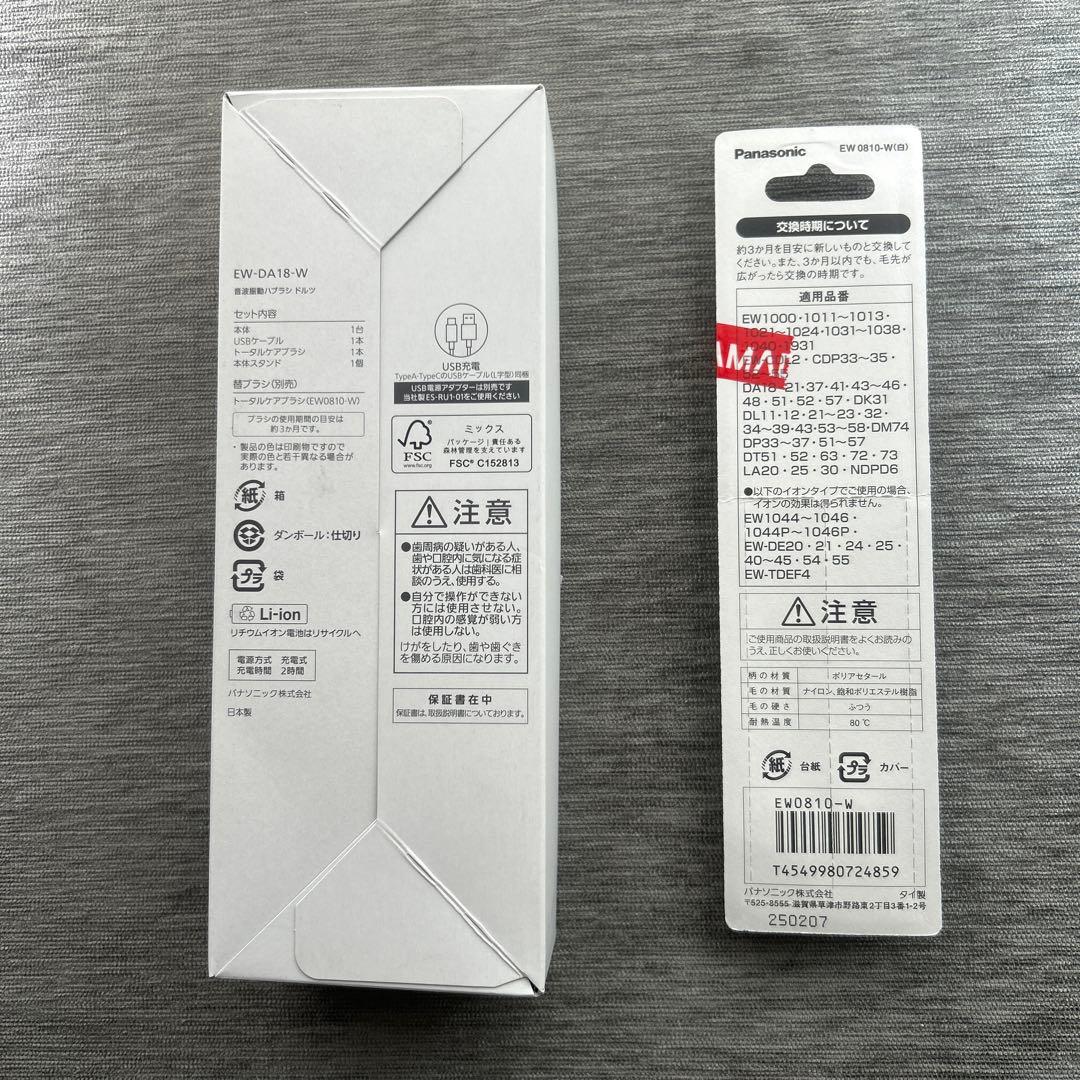 EW-DA18-W
音波振動ハブラシ ドルツ
セット内容
本体 1台
USBケーブル 1本
トータルケアブラシ 1本
本体スタンド 1個
替ブラシ(別売)
トータルケアブラシ(EW0810-W)
ブラシの使用期間の目安は
約3か月です。
・製品の色は印刷物ですので
実際の色と若干異なる場合が
あります。
紙 箱
ダンボール:仕切り
プラ 袋
Li-ion
リチウムイオン電池はリサイクルへ
電源方式 充電式
充電時間 2時間
パナソニック株式会社
日本製
USB充電
TypeA-TypeCのUSBケーブル(L字型)同梱
USB電源アダプターは別売です
当社製ES-RU1-01をご使用ください
FSC
www.fsc.org
ミックス
パッケージ|責任ある
森林管理を支えています
FSC® C152813
注意
●歯周病の疑いがある人、
歯や口腔内に気になる症
状がある人は歯科医に相
談のうえ、使用する。
●自分で操作ができない
方には使用させない。
口腔内の感覚が弱い方
は使用しない。
けがをしたり、歯や歯ぐき
を傷める原因になります。
保証書在中
保証書は、取扱説明書についております。
Panasonic EW0810-W(白)
交換時期について
約3か月を目安に新しいものと交換して
ください。また、3か月以内でも、毛先が
広がったら交換の時期です。
適用品番
EW1000・1011〜1013・
1021〜1024・1031〜1038・
1040・1931
CDP33〜35・
AMAD
DA18・21・37・41・43〜46・
48・51・52・57・DK31
DL11・12・21〜23・32・
34〜39・43・53〜58・DM74
DP33〜37・51〜57
DT51・52・63・72・73
LA20・25・30・NDPD6
●以下のイオンタイプでご使用の場合、
イオンの効果は得られません。
EW1044〜1046・
1044P〜1046P・
EW-DE20・21・24・25・
40〜45・54・55
EW-TDEF4
注意
ご使用商品の取扱説明書をよくお読みの
うえ、正しくお使いください。
柄の材質 ポリアセタール
毛の材質 ナイロン、飽和ポリエステル樹脂
毛の硬さ ふつう
耐熱温度 80℃
紙 台紙 プラ カバー
EW0810-W
T4549980724859
パナソニック株式会社 タイ製
〒525-8555 滋賀県草津市野路東2丁目3番1-2号
250207